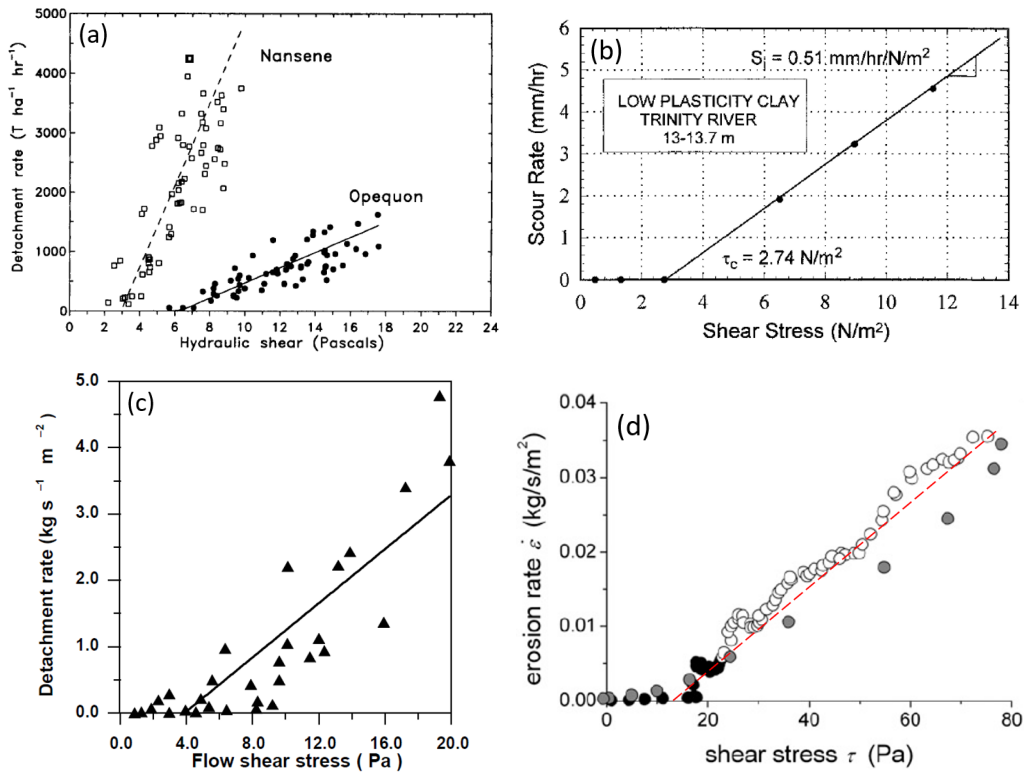 (a)
Nansene
Opequon
Detachment rate (T ha⁻¹ hr⁻¹)
5000
4000
3000
2000
1000
0
0 2 4 6 8 10 12 14 16 18 20 22 24
Hydraulic shear (Pascals)
(b)
Sᵢ = 0.51 mm/hr/N/m²
LOW PLASTICITY CLAY
TRINITY RIVER
13-13.7 m
τc = 2.74 N/m²
Scour Rate (mm/hr)
6
5
4
3
2
1
0
0 2 4 6 8 10 12 14
Shear Stress (N/m²)
(c)
Detachment rate (kg s⁻¹ m⁻²)
5.0
4.0
3.0
2.0
1.0
0.0
0.0 4.0 8.0 12.0 16.0 20.0
Flow shear stress ( Pa )
(d)
erosion rate ε̇ (kg/s/m²)
0.04
0.03
0.02
0.01
0.00
0 20 40 60 80
shear stress τ (Pa)